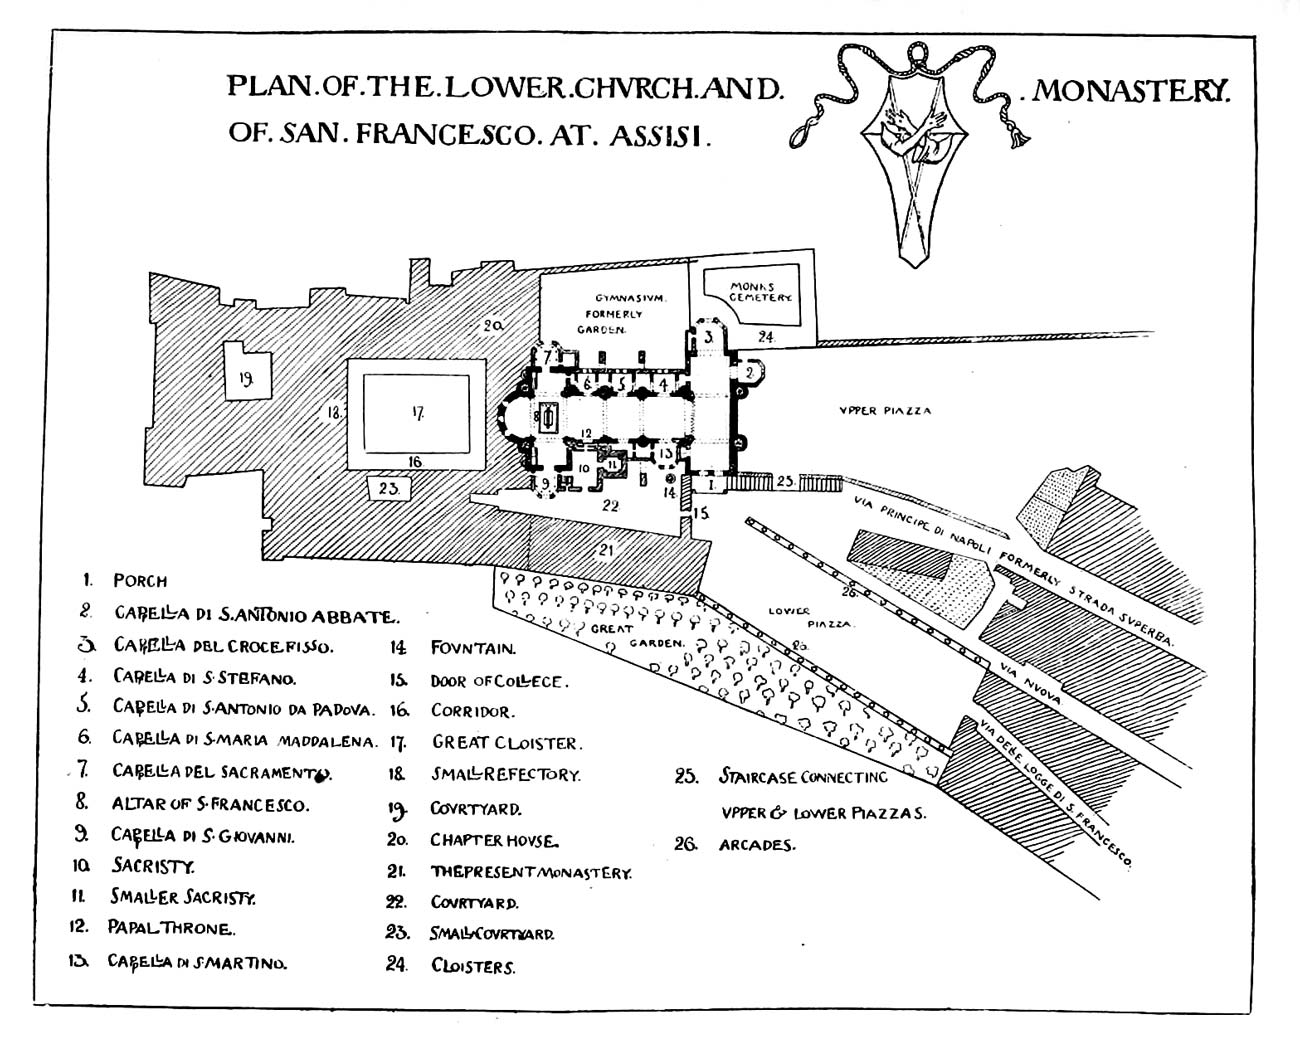 PLAN.OF.THE.LOWER.CHVRCH.AND. .MONASTERY.
OF.SAN.FRANCESCO.AT.ASSISI.
MONKS
CEMETERY.
GYMNASIVM.
FORMERLY
GARDEN.
20.
3.
24.
7.
2.
19.
6.
5.
4.
18.
17.
8
VPPER PIAZZA
12
16.
10
11
13
23.
9.
14.
1.
25.
22
15.
VIA PRINCIPE DI NAPOLI FORMERLY STRADA SVPERBA.
21.
26.
LOWER
PIAZZA.
GREAT
GARDEN.
26.
VIA NVOVA
VIA DELLE LOGGE DI S. FRANCESCO.
1. PORCH
2. CAPELLA DI S.ANTONIO ABBATE.
3. CAPELLA DEL CROCEFISSO.
4. CAPELLA DI S.STEFANO.
5. CAPELLA DI S.ANTONIO DA PADOVA.
6. CAPELLA DI S.MARIA MADDALENA.
7. CAPELLA DEL SACRAMENTO.
8. ALTAR OF S.FRANCESCO.
9. CAPELLA DI S.GIOVANNI.
10 SACRISTY.
11. SMALLER SACRISTY.
12. PAPAL THRONE.
13. CAPELLA DI S.MARTINO.
14 FOVNTAIN.
15. DOOR OF COLLEGE.
16. CORRIDOR.
17. GREAT CLOISTER.
18 SMALL REFECTORY.
19. COVRTYARD.
20. CHAPTER HOVSE.
21. THE PRESENT MONASTERY.
22. COVRTYARD.
23. SMALL COVRTYARD.
24. CLOISTERS.
25. STAIRCASE CONNECTING
VPPER & LOWER PIAZZAS.
26. ARCADES.